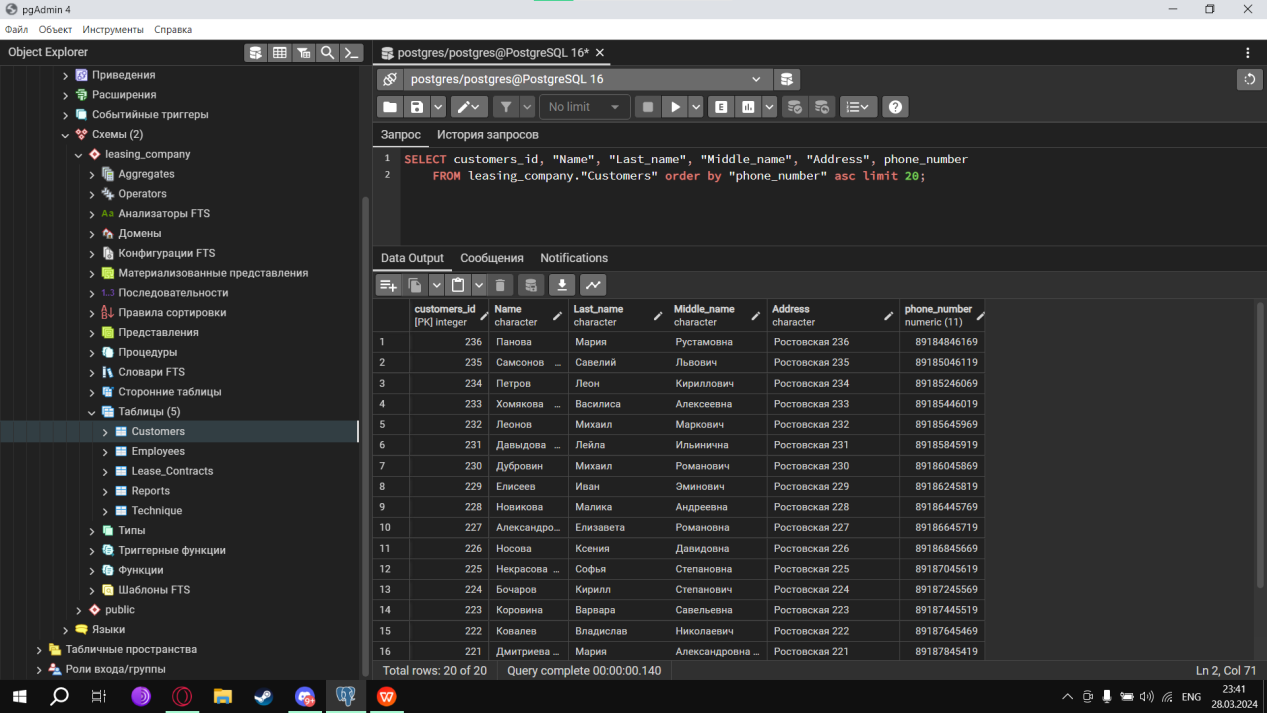 pgAdmin 4
Файл Объект Инструменты Справка
Object Explorer
postgres/postgres@PostgreSQL 16*
Приведения
Расширения
Событийные триггеры
Схемы (2)
leasing_company
Aggregates
Operators
Анализаторы FTS
Домены
Конфигурации FTS
Материализованные представления
Последовательности
Правила сортировки
Представления
Процедуры
Словари FTS
Сторонние таблицы
Таблицы (5)
Customers
Employees
Lease_Contracts
Reports
Technique
Типы
Триггерные функции
Функции
Шаблоны FTS
public
Языки
Табличные пространства
Роли входа/группы
postgres/postgres@PostgreSQL 16
No limit
Запрос История запросов
1 SELECT customers_id, "Name", "Last_name", "Middle_name", "Address", phone_number
2 FROM leasing_company."Customers" order by "phone_number" asc limit 20;
Data Output Сообщения Notifications
customers_id Name Last_name Middle_name Address phone_number
[PK] integer character character character character numeric (11)
1 236 Панова Мария Рустамовна Ростовская 236 89184846169
2 235 Самсонов ... Савелий Львович Ростовская 235 89185046119
3 234 Петров Леон Кириллович Ростовская 234 89185246069
4 233 Хомякова ... Василиса Алексеевна Ростовская 233 89185446019
5 232 Леонов Михаил Маркович Ростовская 232 89185645969
6 231 Давыдова ... Лейла Ильинична Ростовская 231 89185845919
7 230 Дубровин Михаил Романович Ростовская 230 89186045869
8 229 Елисеев Иван Эминович Ростовская 229 89186245819
9 228 Новикова Малика Андреевна Ростовская 228 89186445769
10 227 Александро... Елизавета Романовна Ростовская 227 89186645719
11 226 Носова Ксения Давидовна Ростовская 226 89186845669
12 225 Некрасова ... Софья Степановна Ростовская 225 89187045619
13 224 Бочаров Кирилл Степанович Ростовская 224 89187245569
14 223 Коровина Варвара Савельевна Ростовская 223 89187445519
15 222 Ковалев Владислав Николаевич Ростовская 222 89187645469
16 221 Дмитриева ... Мария Александровна ... Ростовская 221 89187845419
Total rows: 20 of 20 Query complete 00:00:00.140 Ln 2, Col 71
ENG
23:41
28.03.2024